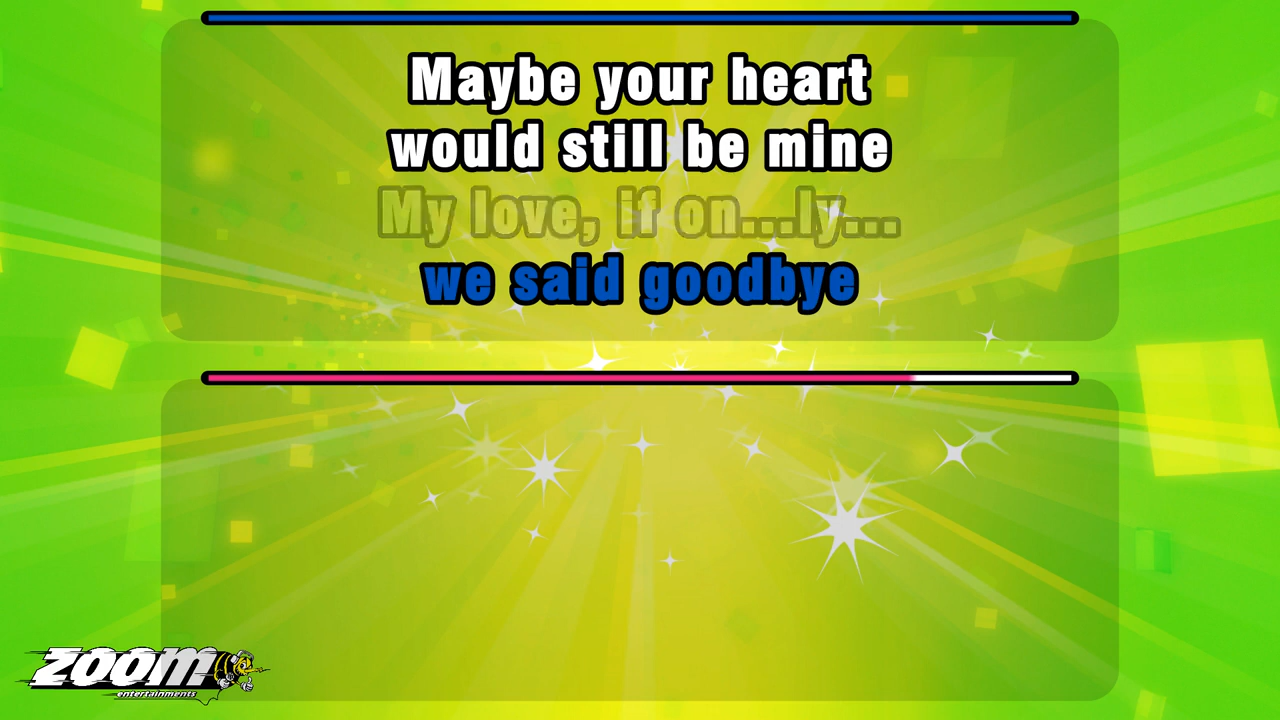 Maybe your heart
would still be mine
My love, if on...ly...
we said goodbye
zoom
entertainments